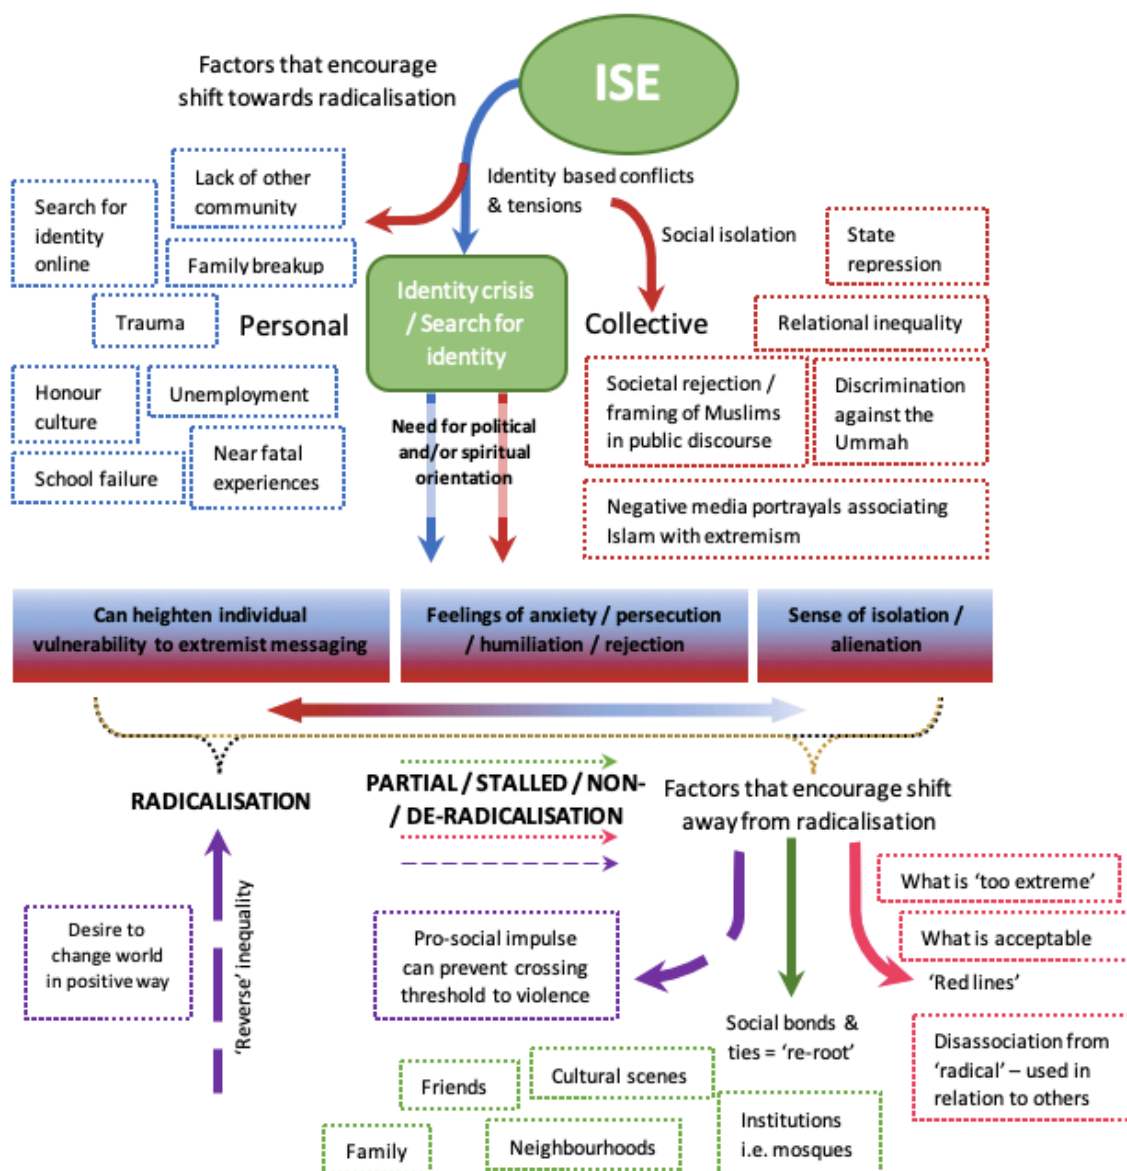 ISE
Factors that encourage
shift towards radicalisation
Identity based conflicts
& tensions
Lack of other
community
Search for
identity
online
Family breakup
Trauma
Personal
Honour
culture
Unemployment
School failure
Near fatal
experiences
Identity crisis
/ Search for
identity
Social isolation
Collective
State
repression
Relational inequality
Societal rejection /
framing of Muslims
in public discourse
Discrimination
against the
Ummah
Negative media portrayals associating
Islam with extremism
Need for political
and/or spiritual
orientation
Can heighten individual
vulnerability to extremist messaging
Feelings of anxiety / persecution
/ humiliation / rejection
Sense of isolation /
alienation
RADICALISATION
PARTIAL / STALLED / NON-
/ DE-RADICALISATION
Factors that encourage shift
away from radicalisation
Desire to
change world
in positive way
'Reverse' inequality
Pro-social impulse
can prevent crossing
threshold to violence
What is ‘too extreme’
What is acceptable
‘Red lines’
Disassociation from
‘radical’ – used in
relation to others
Social bonds &
ties = ‘re-root’
Friends
Cultural scenes
Family
Neighbourhoods
Institutions
i.e. mosques